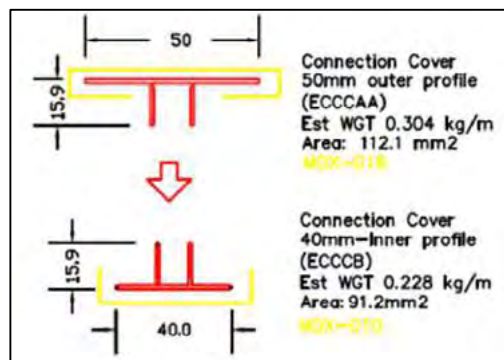 50
15.9
Connection Cover
50mm outer profile
(ECCCAA)
Est WGT 0.304 kg/m
Area: 112.1 mm2
15.9
Connection Cover
40mm-Inner profile
(ECCCB)
Est WGT 0.228 kg/m
Area: 91.2mm2
40.0